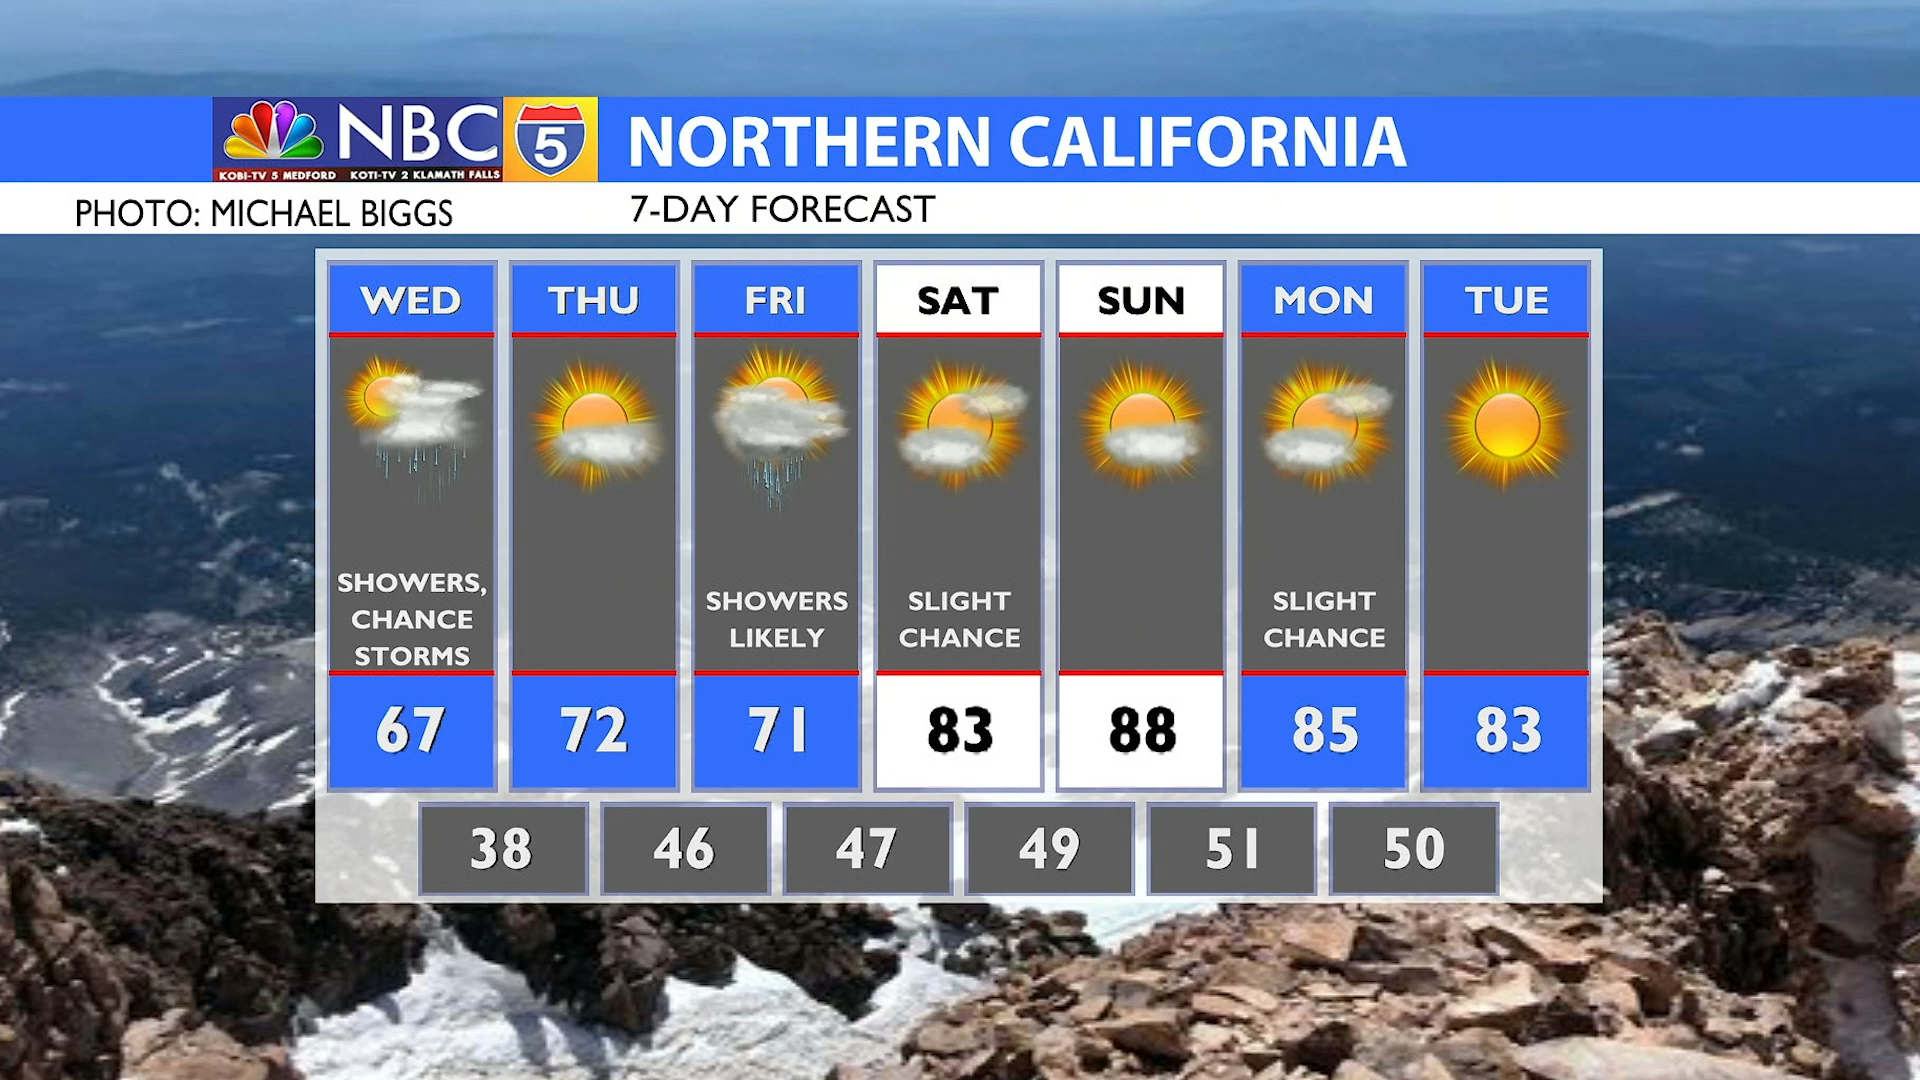 NBC 5
KOBI-TV 5 MEDFORD KOTI-TV 2 KLAMATH FALLS
NORTHERN CALIFORNIA
PHOTO: MICHAEL BIGGS
7-DAY FORECAST
WED THU FRI SAT SUN MON TUE
SHOWERS,
CHANCE
STORMS
SHOWERS
LIKELY
SLIGHT
CHANCE
SLIGHT
CHANCE
67 72 71 83 88 85 83
38 46 47 49 51 50